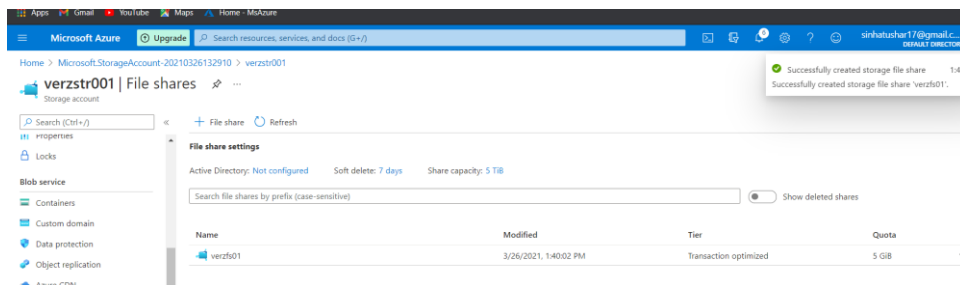 Apps Gmail YouTube Maps Home - MsAzure
Microsoft Azure Upgrade Search resources, services, and docs (G+/) sinhatushar17@gmail.c...
DEFAULT DIRECTOR
Home > Microsoft.StorageAccount-20210326132910 > verzstr001
Successfully created storage file share 1:4
Successfully created storage file share 'verzfs01'.
verzstr001 | File shares ...
Storage account
Search (Ctrl+/) « + File share Refresh
Properties
File share settings
Locks
Active Directory: Not configured Soft delete: 7 days Share capacity: 5 TiB
Blob service
Search file shares by prefix (case-sensitive) Show deleted shares
Containers
Custom domain
Name Modified Tier Quota
Data protection
verzfs01 3/26/2021, 1:40:02 PM Transaction optimized 5 GiB
Object replication
Azure CDN